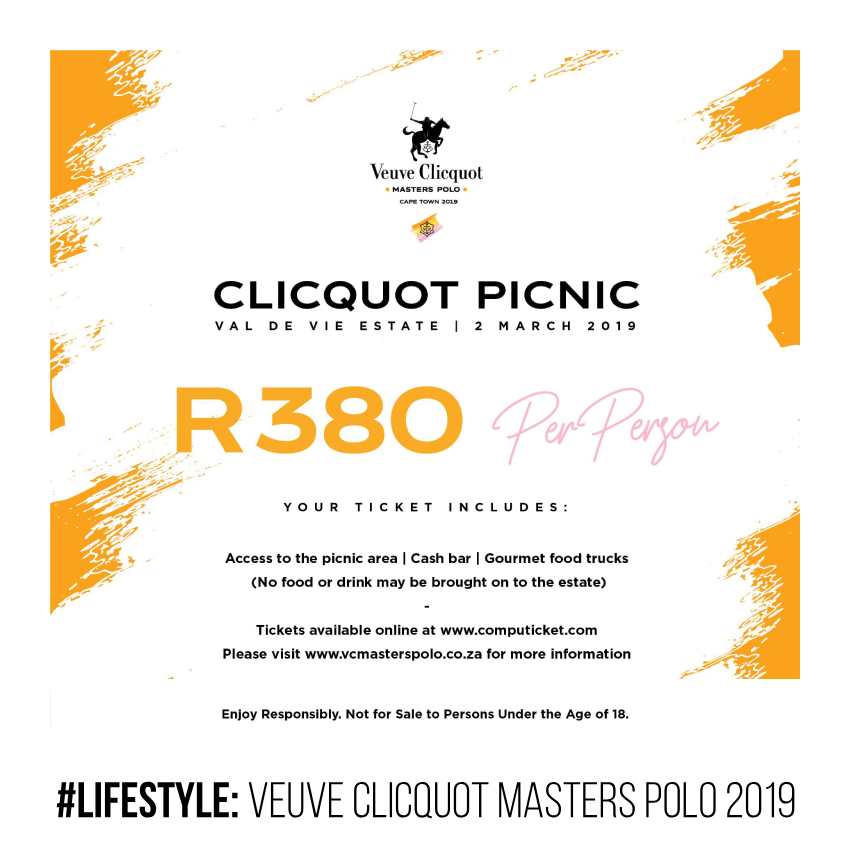 Veuve Clicquot
MASTERS POLO
CAPE TOWN 2019
CLICQUOT PICNIC
VAL DE VIE ESTATE | 2 MARCH 2019
R380 Per Person
YOUR TICKET INCLUDES:
Access to the picnic area | Cash bar | Gourmet food trucks
(No food or drink may be brought on to the estate)
-
Tickets available online at www.computicket.com
Please visit www.vcmasterspolo.co.za for more information
Enjoy Responsibly. Not for Sale to Persons Under the Age of 18.
#LIFESTYLE: VEUVE CLICQUOT MASTERS POLO 2019